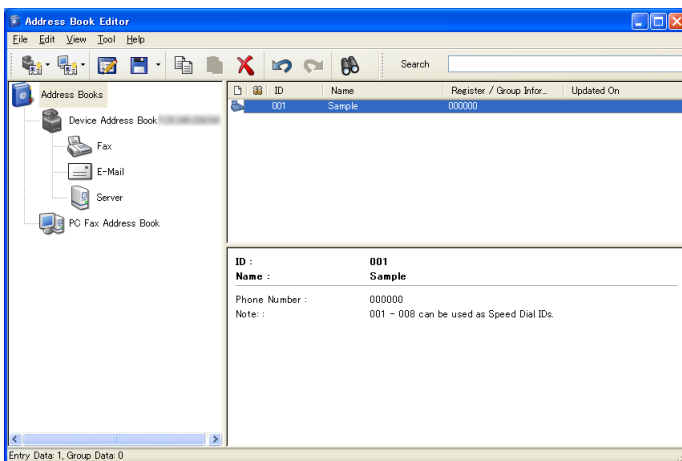 Address Book Editor
File Edit View Tool Help
Search
Address Books
Device Address Book
Fax
E-Mail
Server
PC Fax Address Book
ID Name Register / Group Infor... Updated On
001 Sample 000000
ID : 001
Name : Sample
Phone Number : 000000
Note: : 001 - 008 can be used as Speed Dial IDs.
Entry Data: 1, Group Data: 0